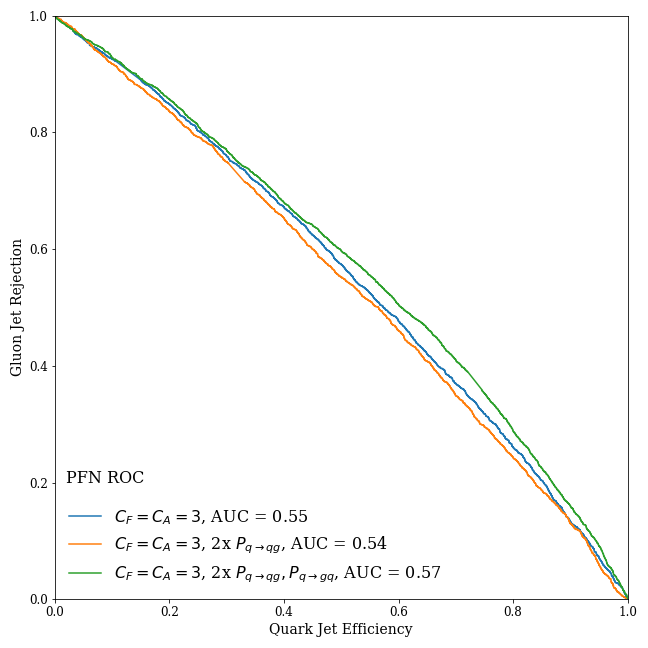 1.0
0.8
0.6
0.4
0.2
0.0
Gluon Jet Rejection
PFN ROC
C_F = C_A = 3, AUC = 0.55
C_F = C_A = 3, 2x P_{q→qg}, AUC = 0.54
C_F = C_A = 3, 2x P_{q→qg}, P_{q→gq}, AUC = 0.57
0.0 0.2 0.4 0.6 0.8 1.0
Quark Jet Efficiency